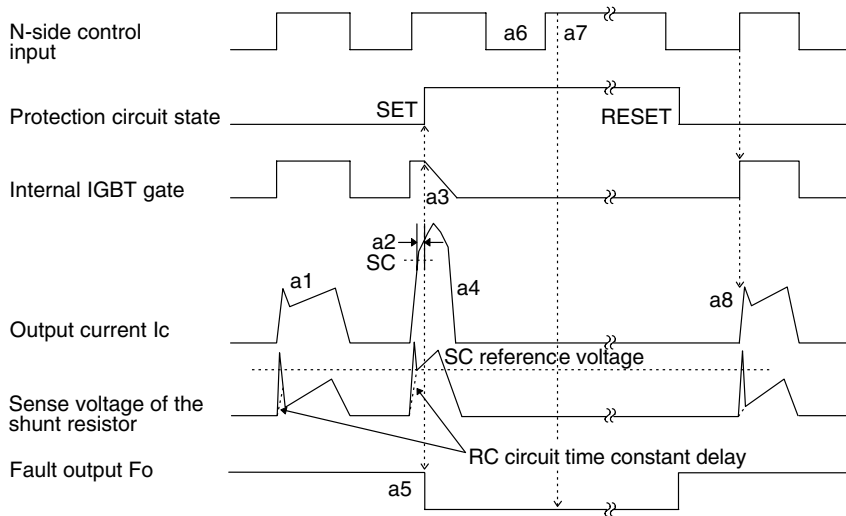 N-side control
input
a6
a7
Protection circuit state
SET
RESET
Internal IGBT gate
a3
a2
SC
a1
a4
a8
Output current Ic
SC reference voltage
Sense voltage of the
shunt resistor
RC circuit time constant delay
Fault output Fo
a5